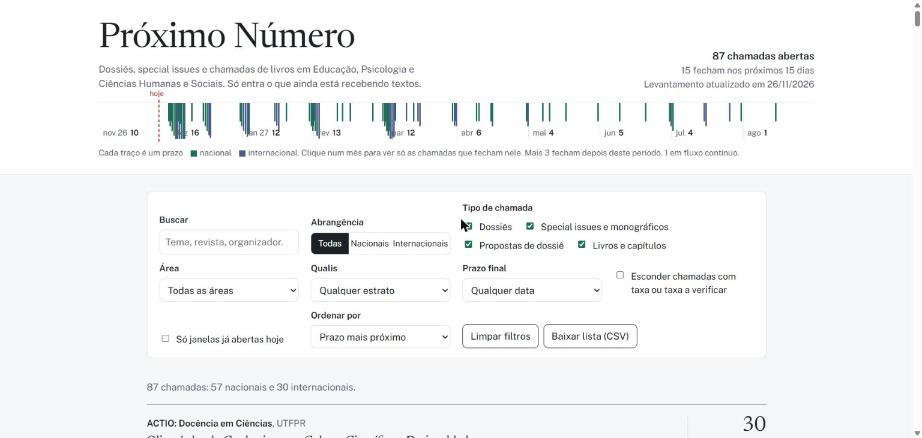 Próximo Número
Dossiês, special issues e chamadas de livros em Educação, Psicologia e
Ciências Humanas e Sociais. Só entra o que ainda está recebendo textos.
87 chamadas abertas
15 fecham nos próximos 15 dias
Levantamento atualizado em 26/11/2026
hoje
nov 26 10
16
jan 27 12
fev. 13
mar 12
abr 6
mai 4
jun 5
jul 4
ago 1
Cada traço é um prazo nacional internacional. Clique num mês para ver só as chamadas que fecham nele. Mais 3 fecham depois deste período, 1 em fluxo contínuo.
Buscar
Tema, revista, organizador.
Abrangência
Todas Nacionais Internacionais
Tipo de chamada
Dossiês Special issues e monográficos
Propostas de dossiê Livros e capítulos
Área
Todas as áreas
Qualis
Qualquer estrato
Prazo final
Qualquer data
Esconder chamadas com
taxa ou taxa a verificar
Só janelas já abertas hoje
Ordenar por
Prazo mais próximo
Limpar filtros
Baixar lista (CSV)
87 chamadas: 57 nacionais e 30 internacionais.
ACTIO: Docência em Ciências, UTFPR
30